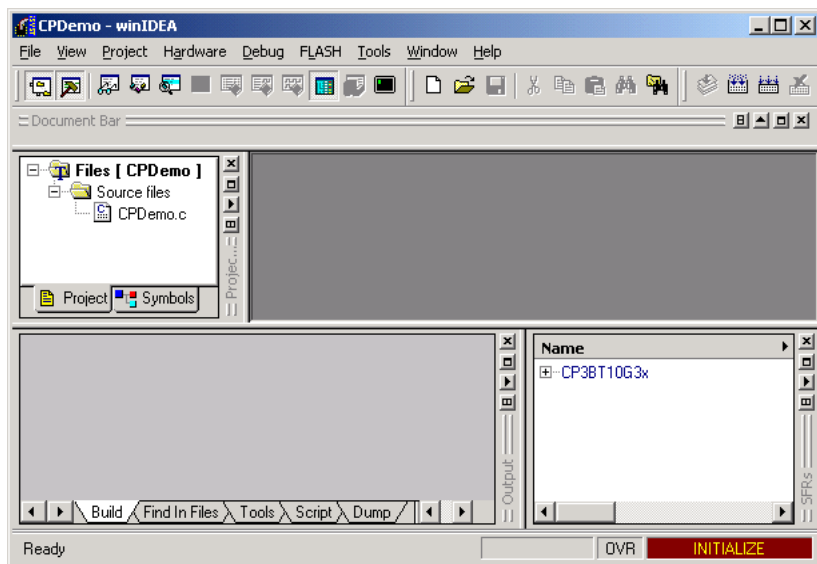 CPDemo - winIDEA
File View Project Hardware Debug FLASH Tools Window Help
Document Bar
Files [ CPDemo ]
Source files
CPDemo.c
Projec...
Project Symbols
Name
CP3BT10G3x
Output
SFRs
Build Find In Files Tools Script Dump
Ready OVR INITIALIZE